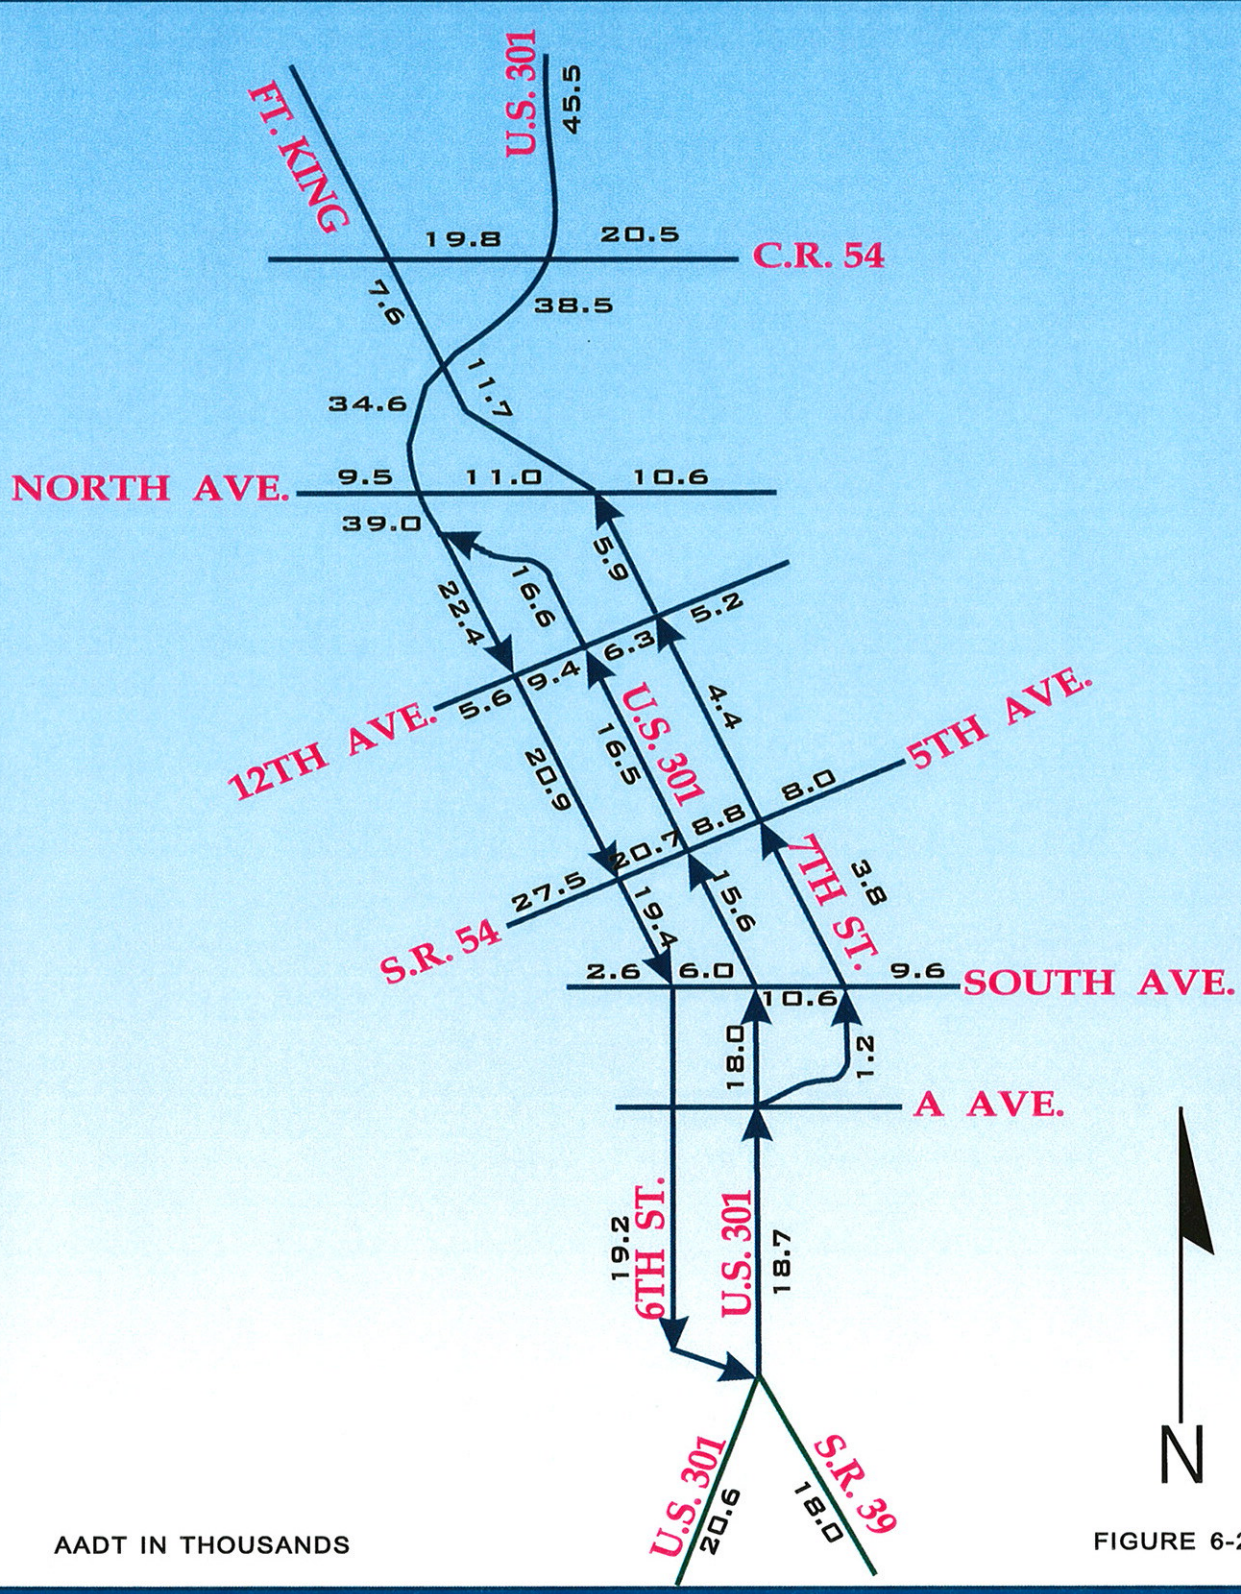 U.S. 301
45.5
FT. KING
19.8
20.5
C.R. 54
7.6
38.5
11.7
34.6
9.5
11.0
10.6
NORTH AVE.
39.0
5.9
16.6
22.4
5.2
6.3
9.4
5.6
12TH AVE.
U.S. 301
4.4
16.5
20.9
5TH AVE.
8.0
8.8
20.7
27.5
S.R. 54
7TH ST.
3.8
15.6
19.4
2.6
6.0
10.6
9.6
SOUTH AVE.
18.0
1.2
A AVE.
6TH ST.
19.2
U.S. 301
18.7
N
U.S. 301
20.6
S.R. 39
18.0
AADT IN THOUSANDS
FIGURE 6-2